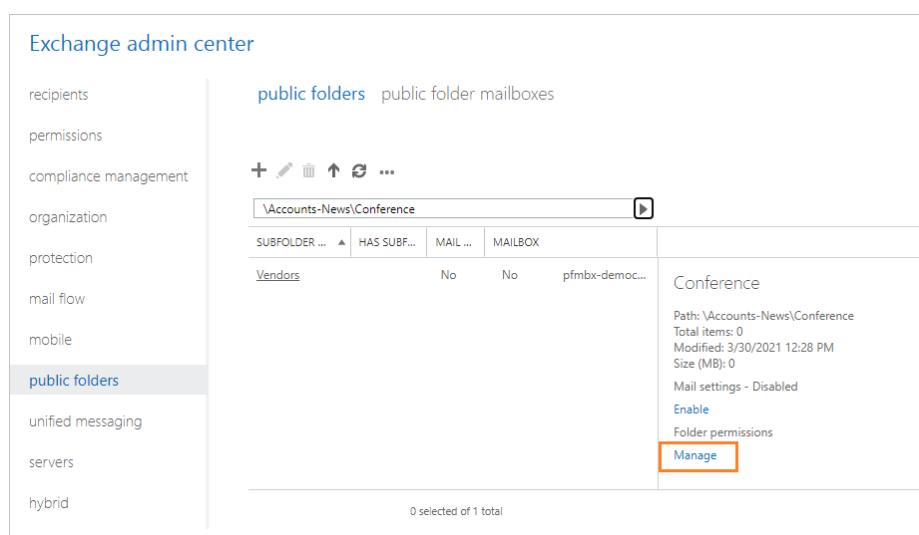 Exchange admin center
recipients
permissions
compliance management
organization
protection
mail flow
mobile
public folders
unified messaging
servers
hybrid
public folders public folder mailboxes
\Accounts-News\Conference
SUBFOLDER ... HAS SUBF... MAIL ... MAILBOX
Vendors No No pfmbx-democ...
0 selected of 1 total
Conference
Path: \Accounts-News\Conference
Total items: 0
Modified: 3/30/2021 12:28 PM
Size (MB): 0
Mail settings - Disabled
Enable
Folder permissions
Manage